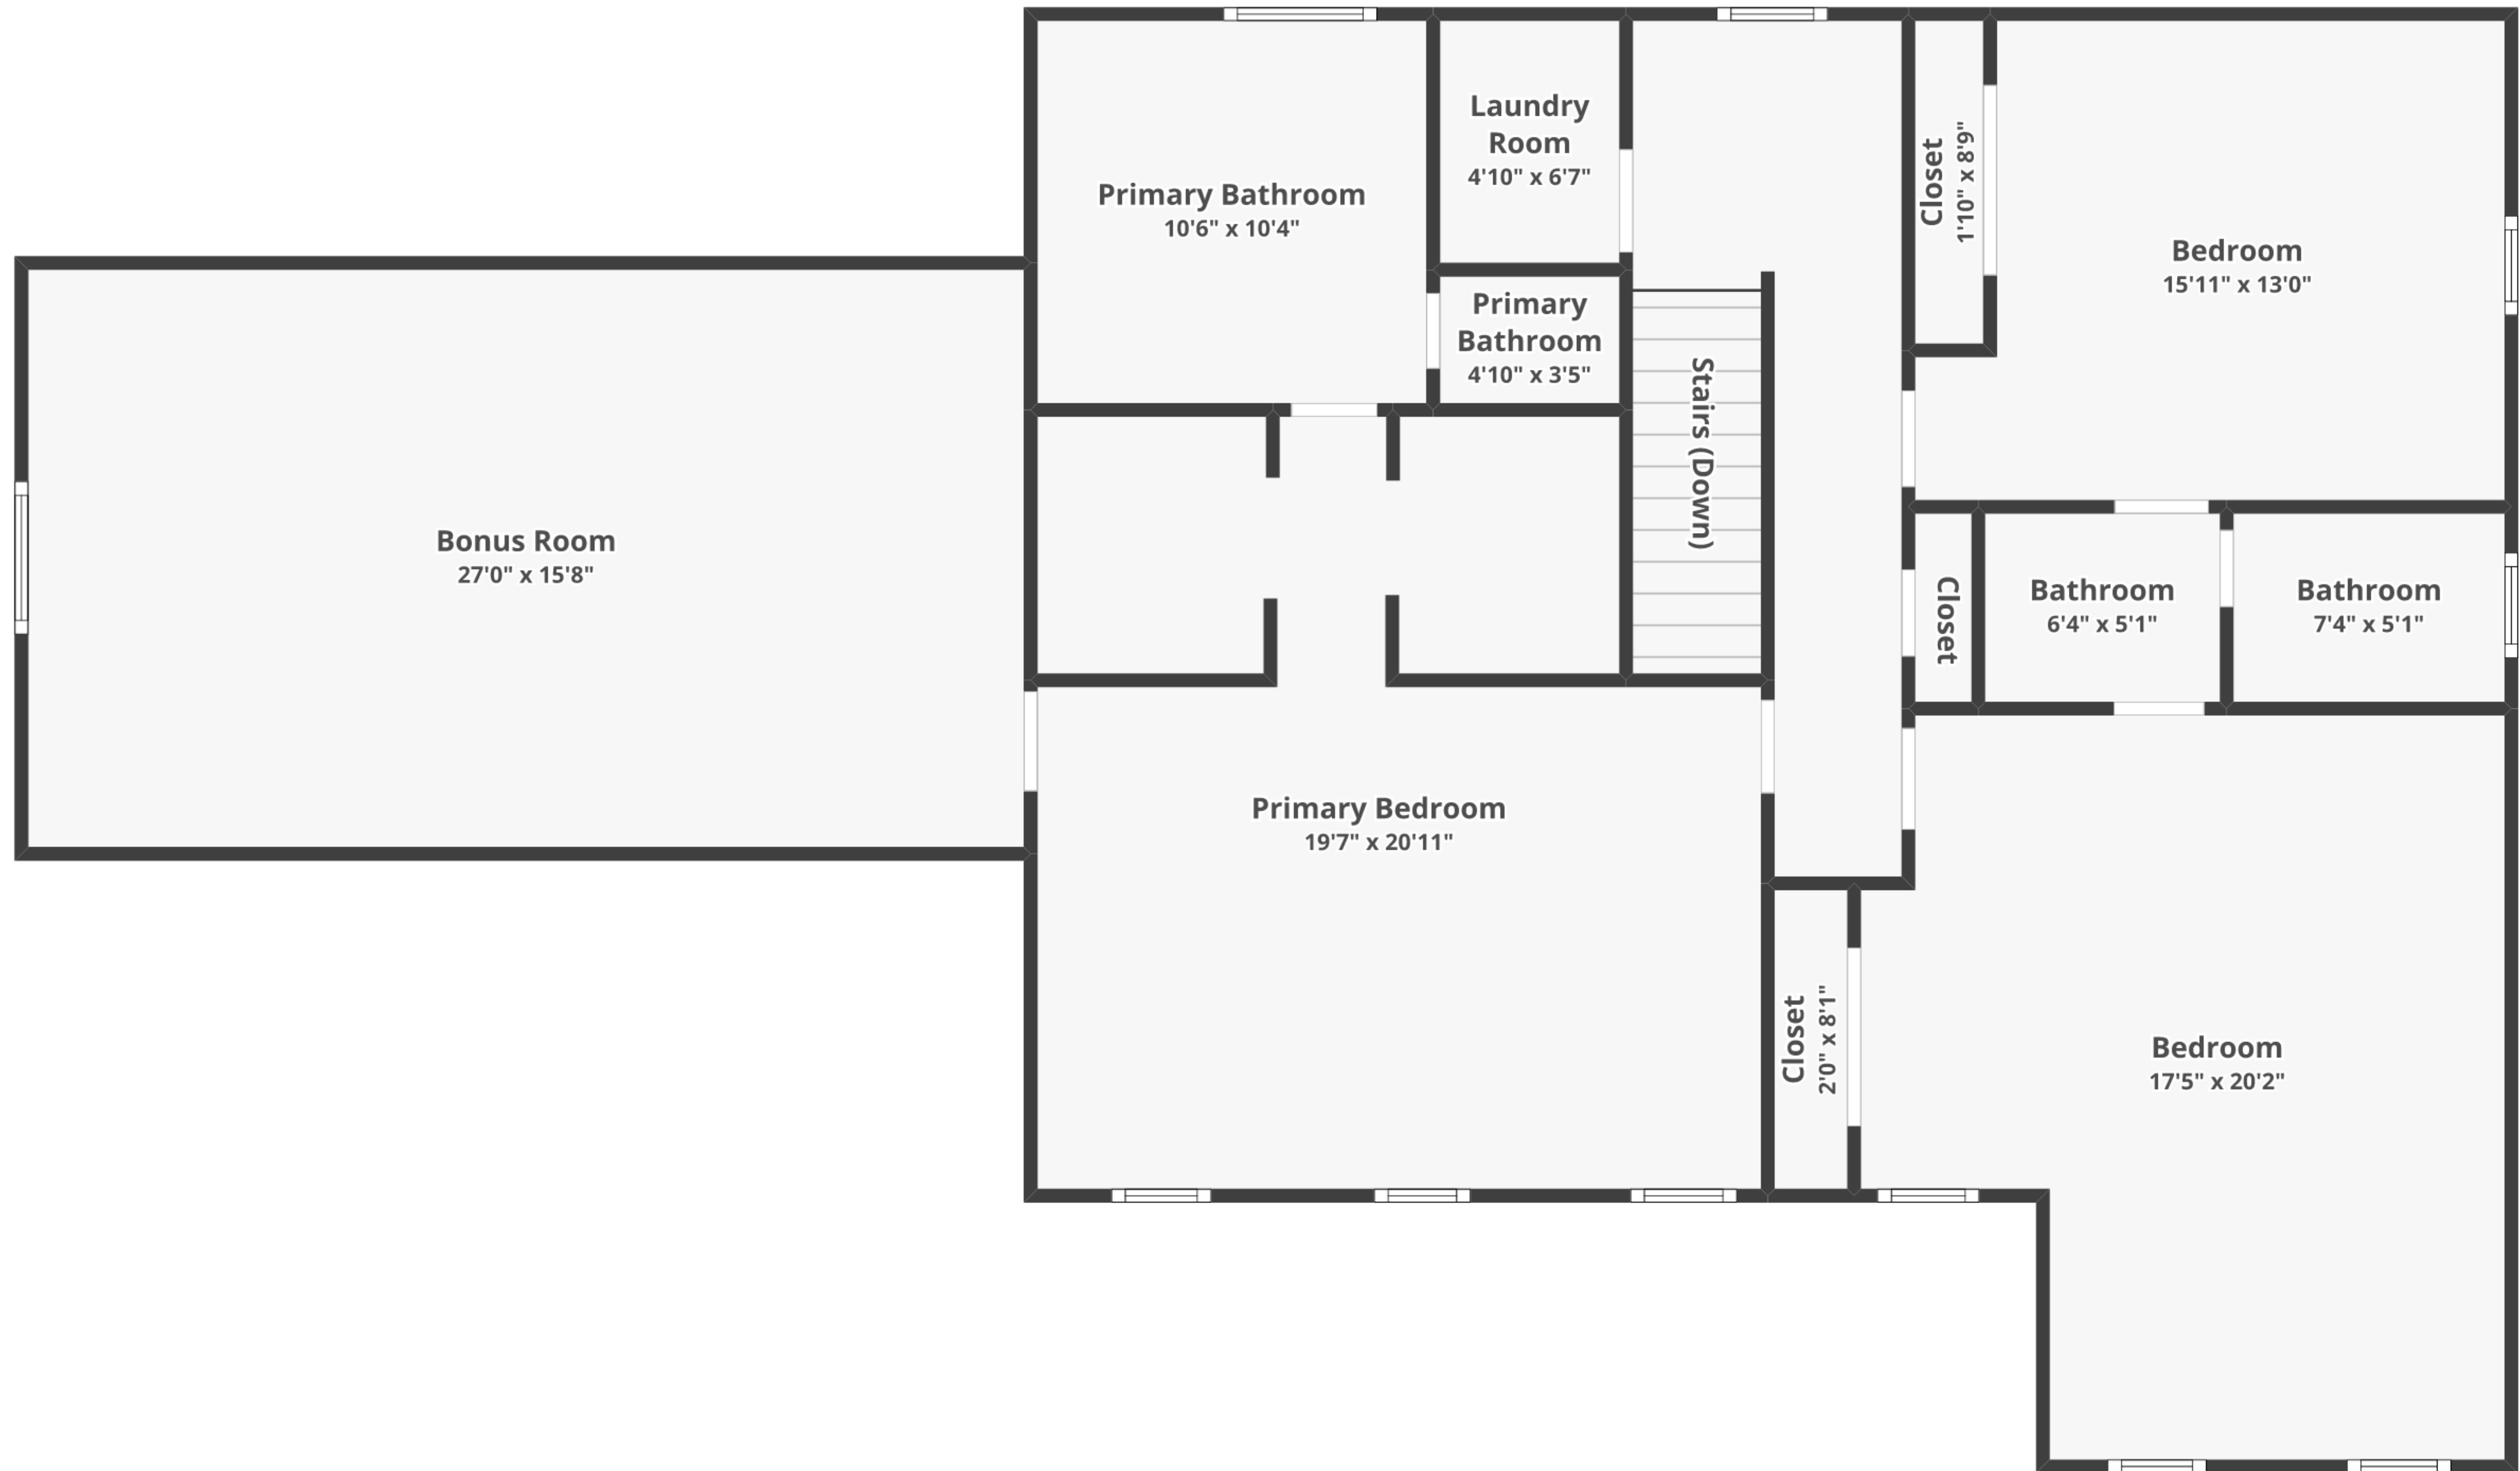 Laundry
Room
4'10" x 6'7"
Primary Bathroom
10'6" x 10'4"
Closet
1'10" x 8'9"
Bedroom
15'11" x 13'0"
Primary
Bathroom
4'10" x 3'5"
Stairs (Down)
Bonus Room
27'0" x 15'8"
Closet
Bathroom
6'4" x 5'1"
Bathroom
7'4" x 5'1"
Primary Bedroom
19'7" x 20'11"
Closet
2'0" x 8'1"
Bedroom
17'5" x 20'2"